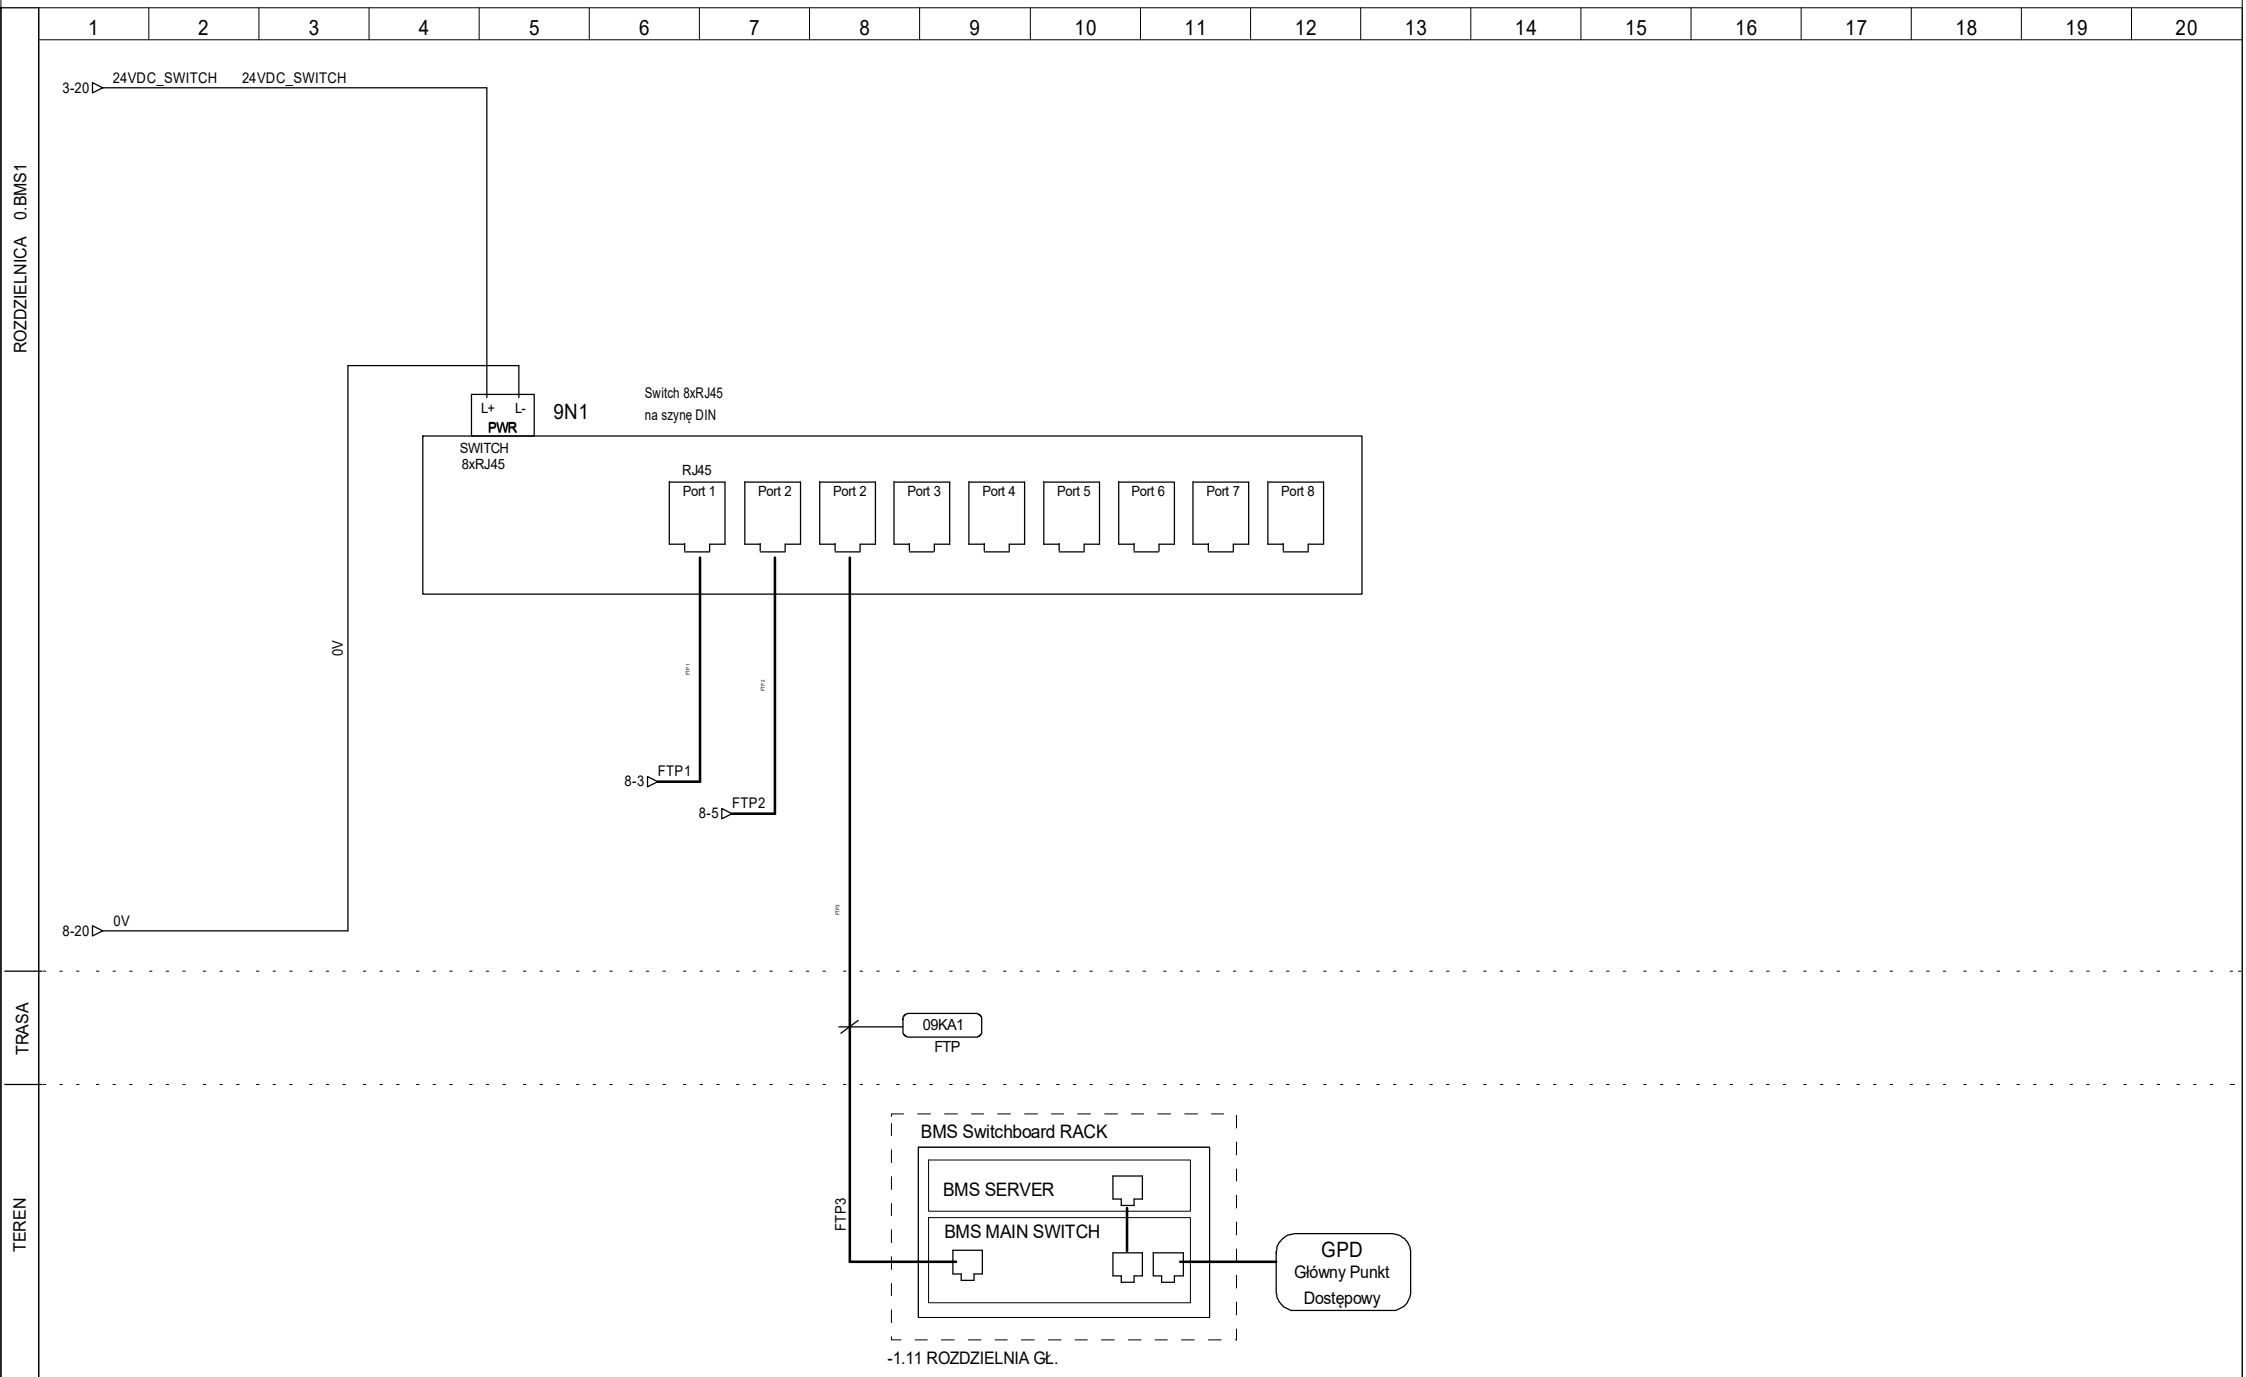 1 2 3 4 5 6 7 8 9 10 11 12 13 14 15 16 17 18 19 20
ROZDZIELNICA 0.BMS1
3-20 24VDC_SWITCH 24VDC_SWITCH
L+ L-
PWR
9N1
Switch 8xRJ45
na szynę DIN
SWITCH
8xRJ45
RJ45
Port 1 Port 2 Port 2 Port 3 Port 4 Port 5 Port 6 Port 7 Port 8
0V
FTP1
FTP2
8-3 FTP1
8-5 FTP2
FTP3
8-20 0V
TRASA
09KA1
FTP
TEREN
BMS Switchboard RACK
BMS SERVER
BMS MAIN SWITCH
FTP3
GPD
Główny Punkt
Dostępowy
-1.11 ROZDZIELNIA GŁ.